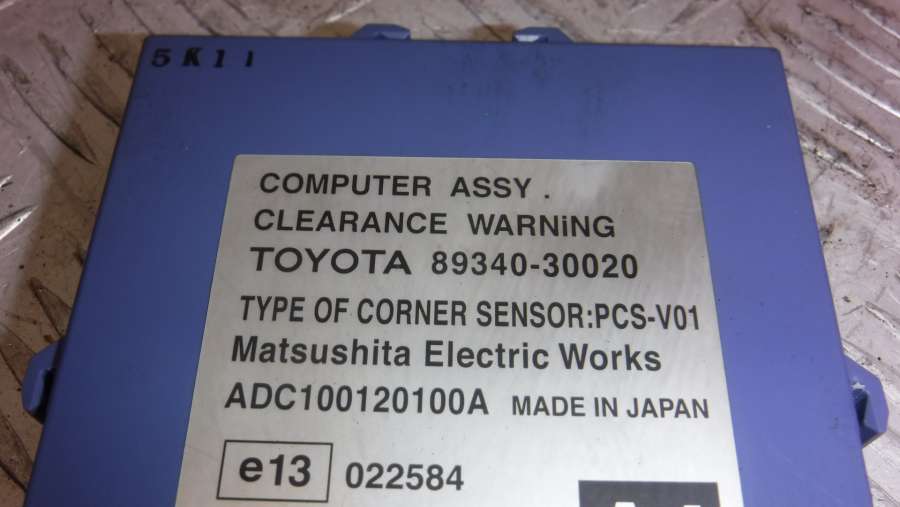 5K11
COMPUTER ASSY.
CLEARANCE WARNiNG
TOYOTA 89340-30020
TYPE OF CORNER SENSOR:PCS-V01
Matsushita Electric Works
ADC100120100A MADE IN JAPAN
e13 022584